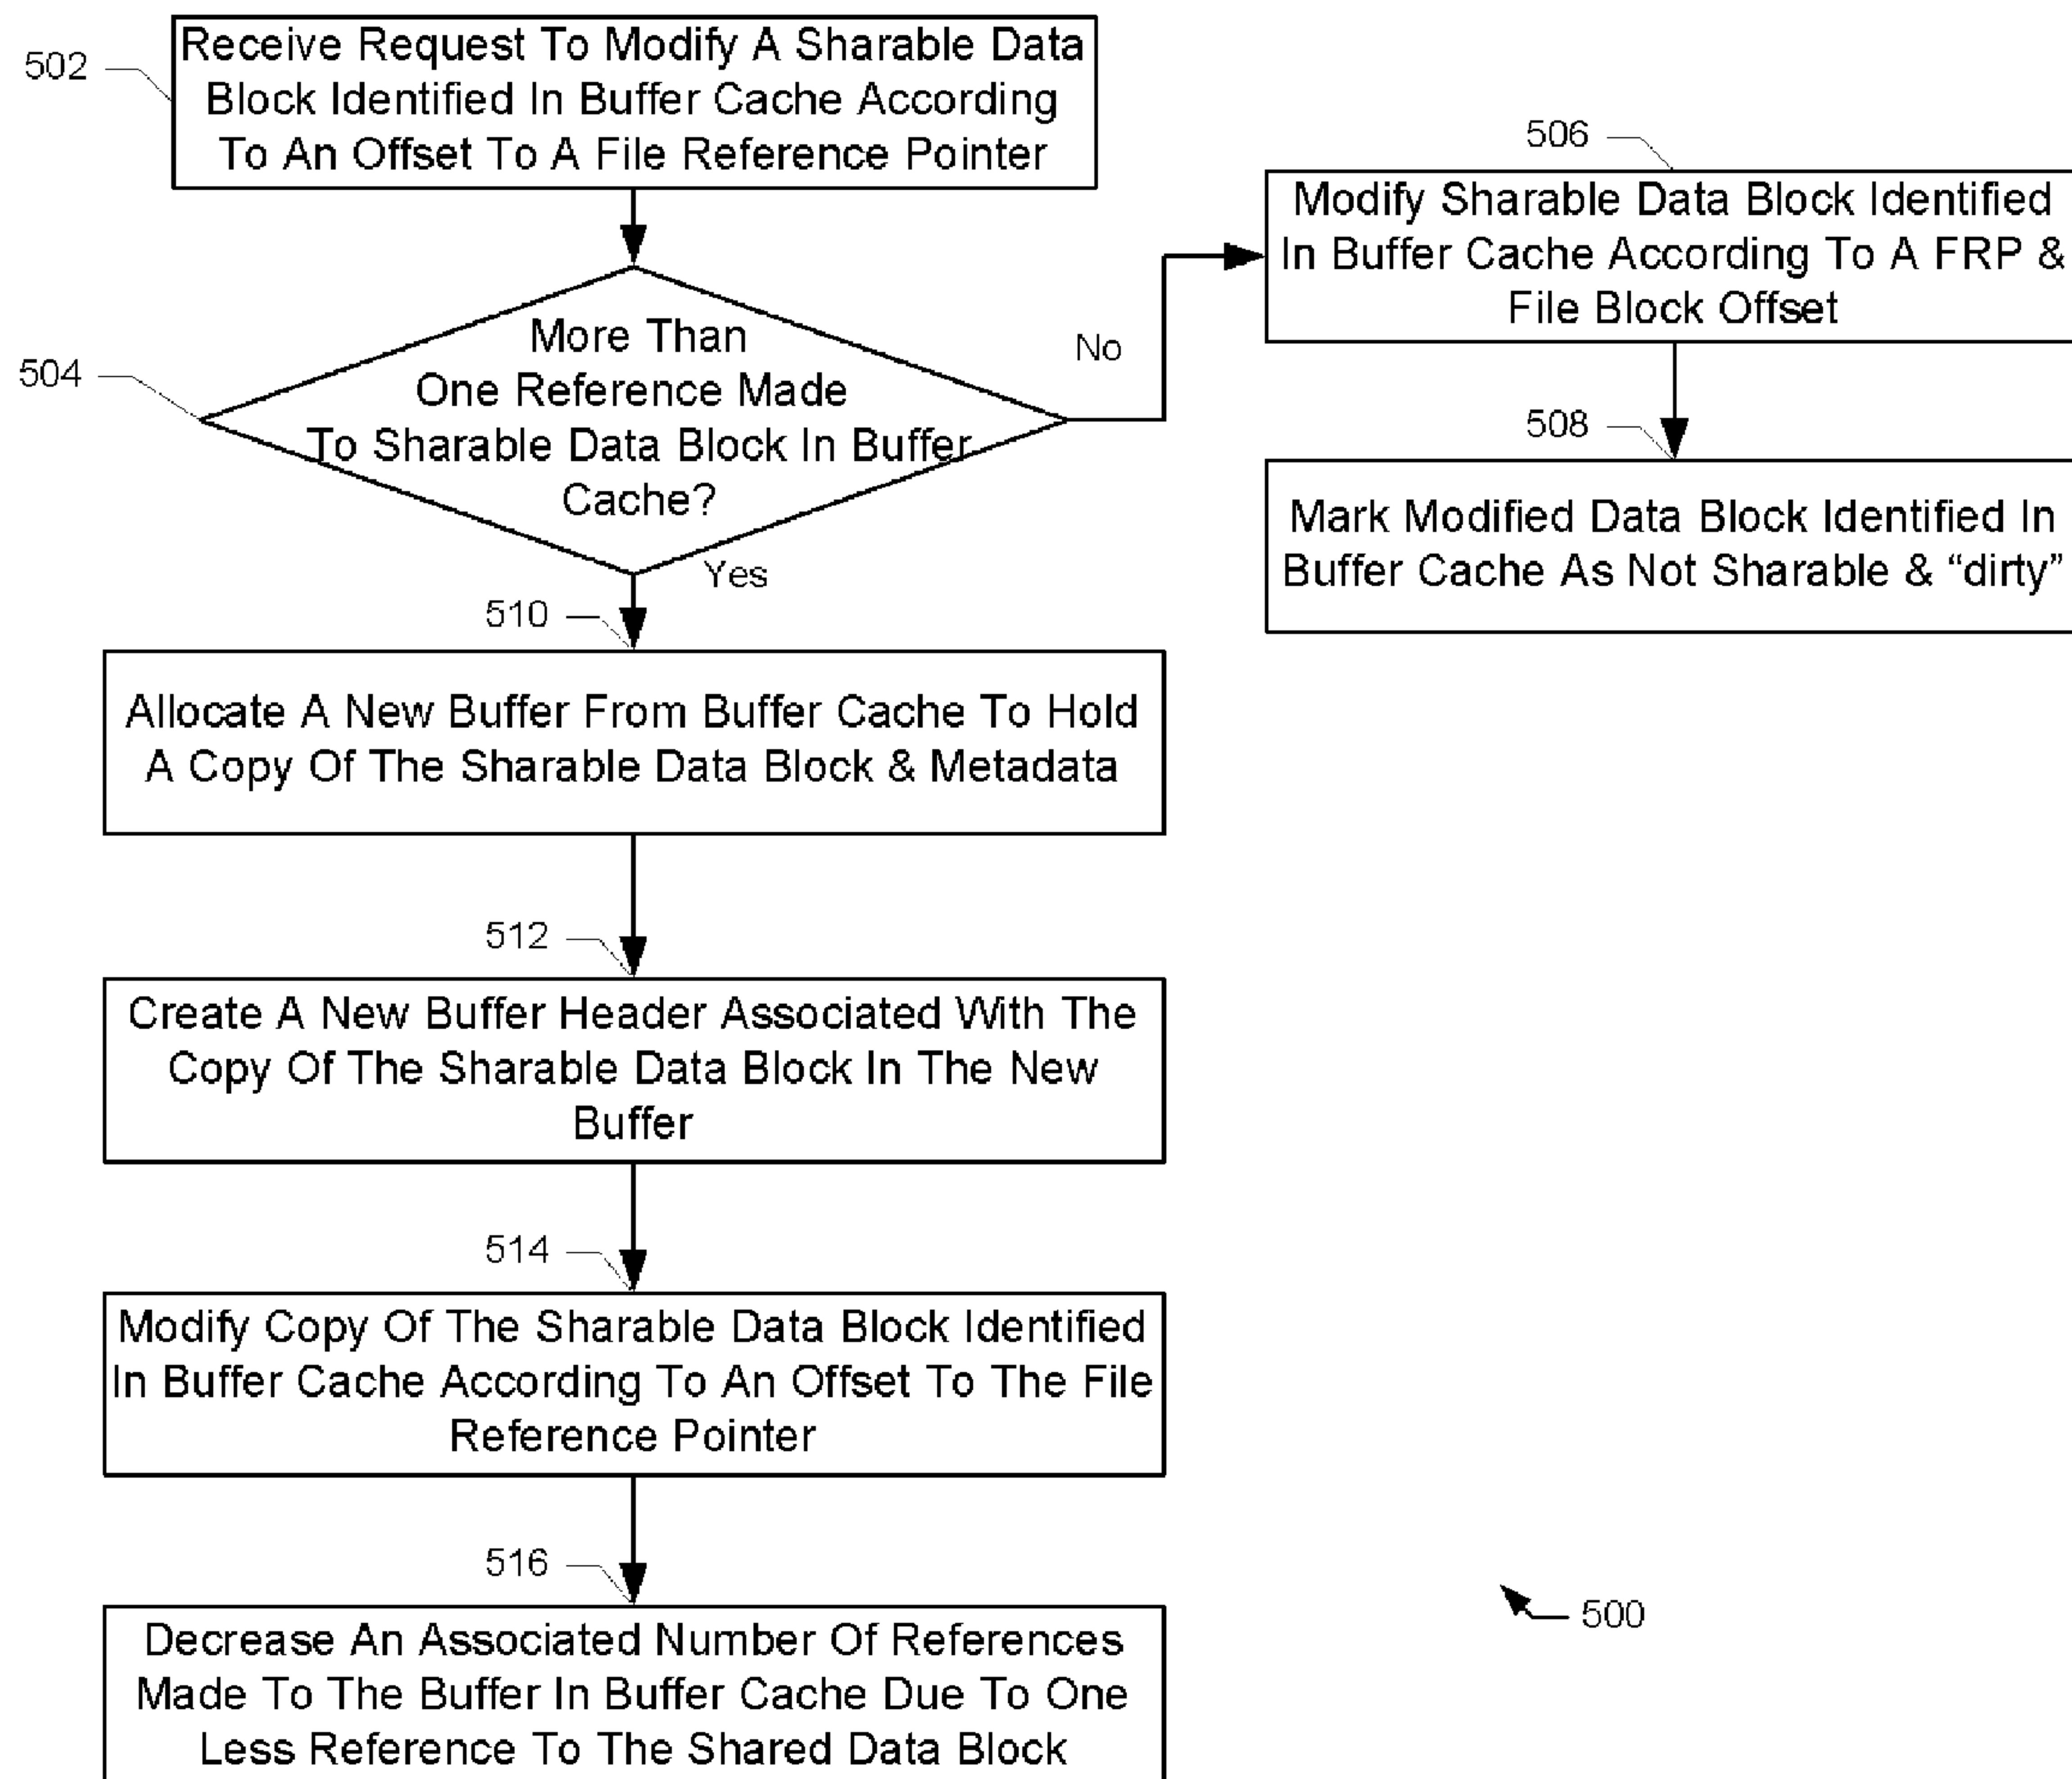 502
Receive Request To Modify A Sharable Data
Block Identified In Buffer Cache According
To An Offset To A File Reference Pointer
504
More Than
One Reference Made
To Sharable Data Block In Buffer
Cache?
No
Yes
506
Modify Sharable Data Block Identified
In Buffer Cache According To A FRP &
File Block Offset
508
Mark Modified Data Block Identified In
Buffer Cache As Not Sharable & “dirty”
510
Allocate A New Buffer From Buffer Cache To Hold
A Copy Of The Sharable Data Block & Metadata
512
Create A New Buffer Header Associated With The
Copy Of The Sharable Data Block In The New
Buffer
514
Modify Copy Of The Sharable Data Block Identified
In Buffer Cache According To An Offset To The File
Reference Pointer
516
Decrease An Associated Number Of References
Made To The Buffer In Buffer Cache Due To One
Less Reference To The Shared Data Block
500